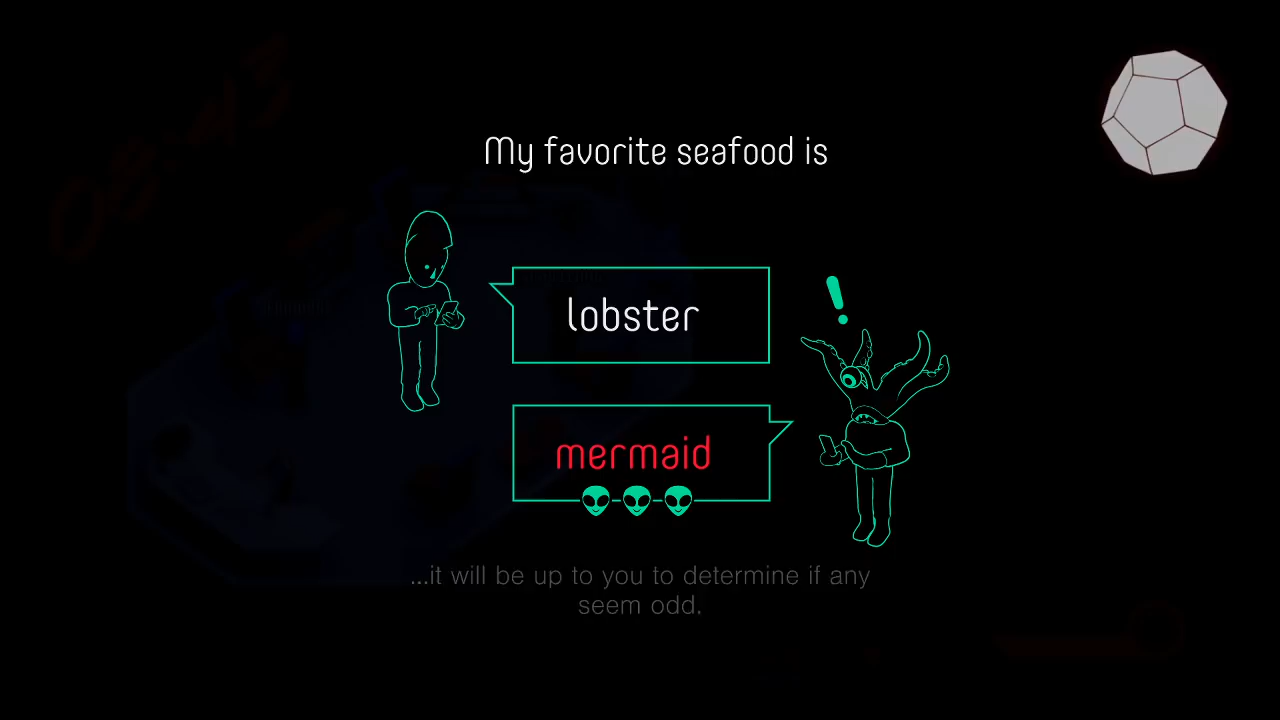 My favorite seafood is
lobster
mermaid
...it will be up to you to determine if any
seem odd.